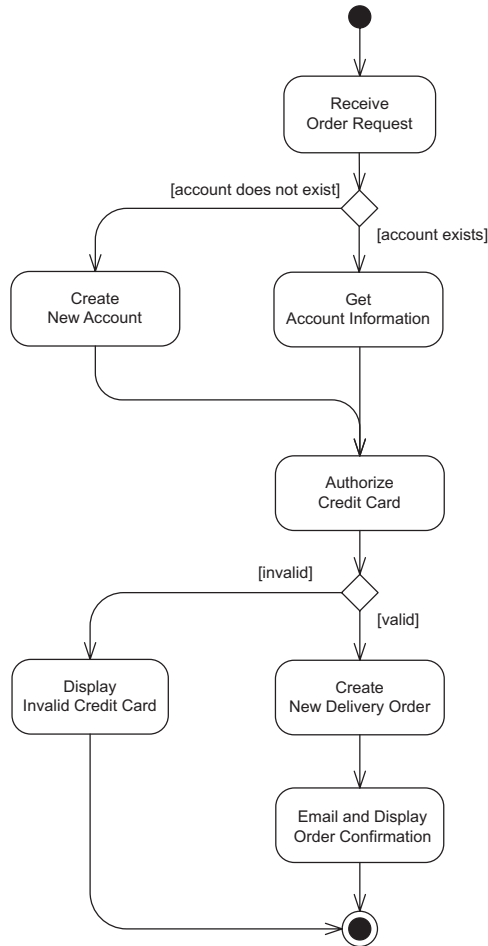 Receive
Order Request
[account does not exist]
[account exists]
Create
New Account
Get
Account Information
Authorize
Credit Card
[invalid]
[valid]
Display
Invalid Credit Card
Create
New Delivery Order
Email and Display
Order Confirmation